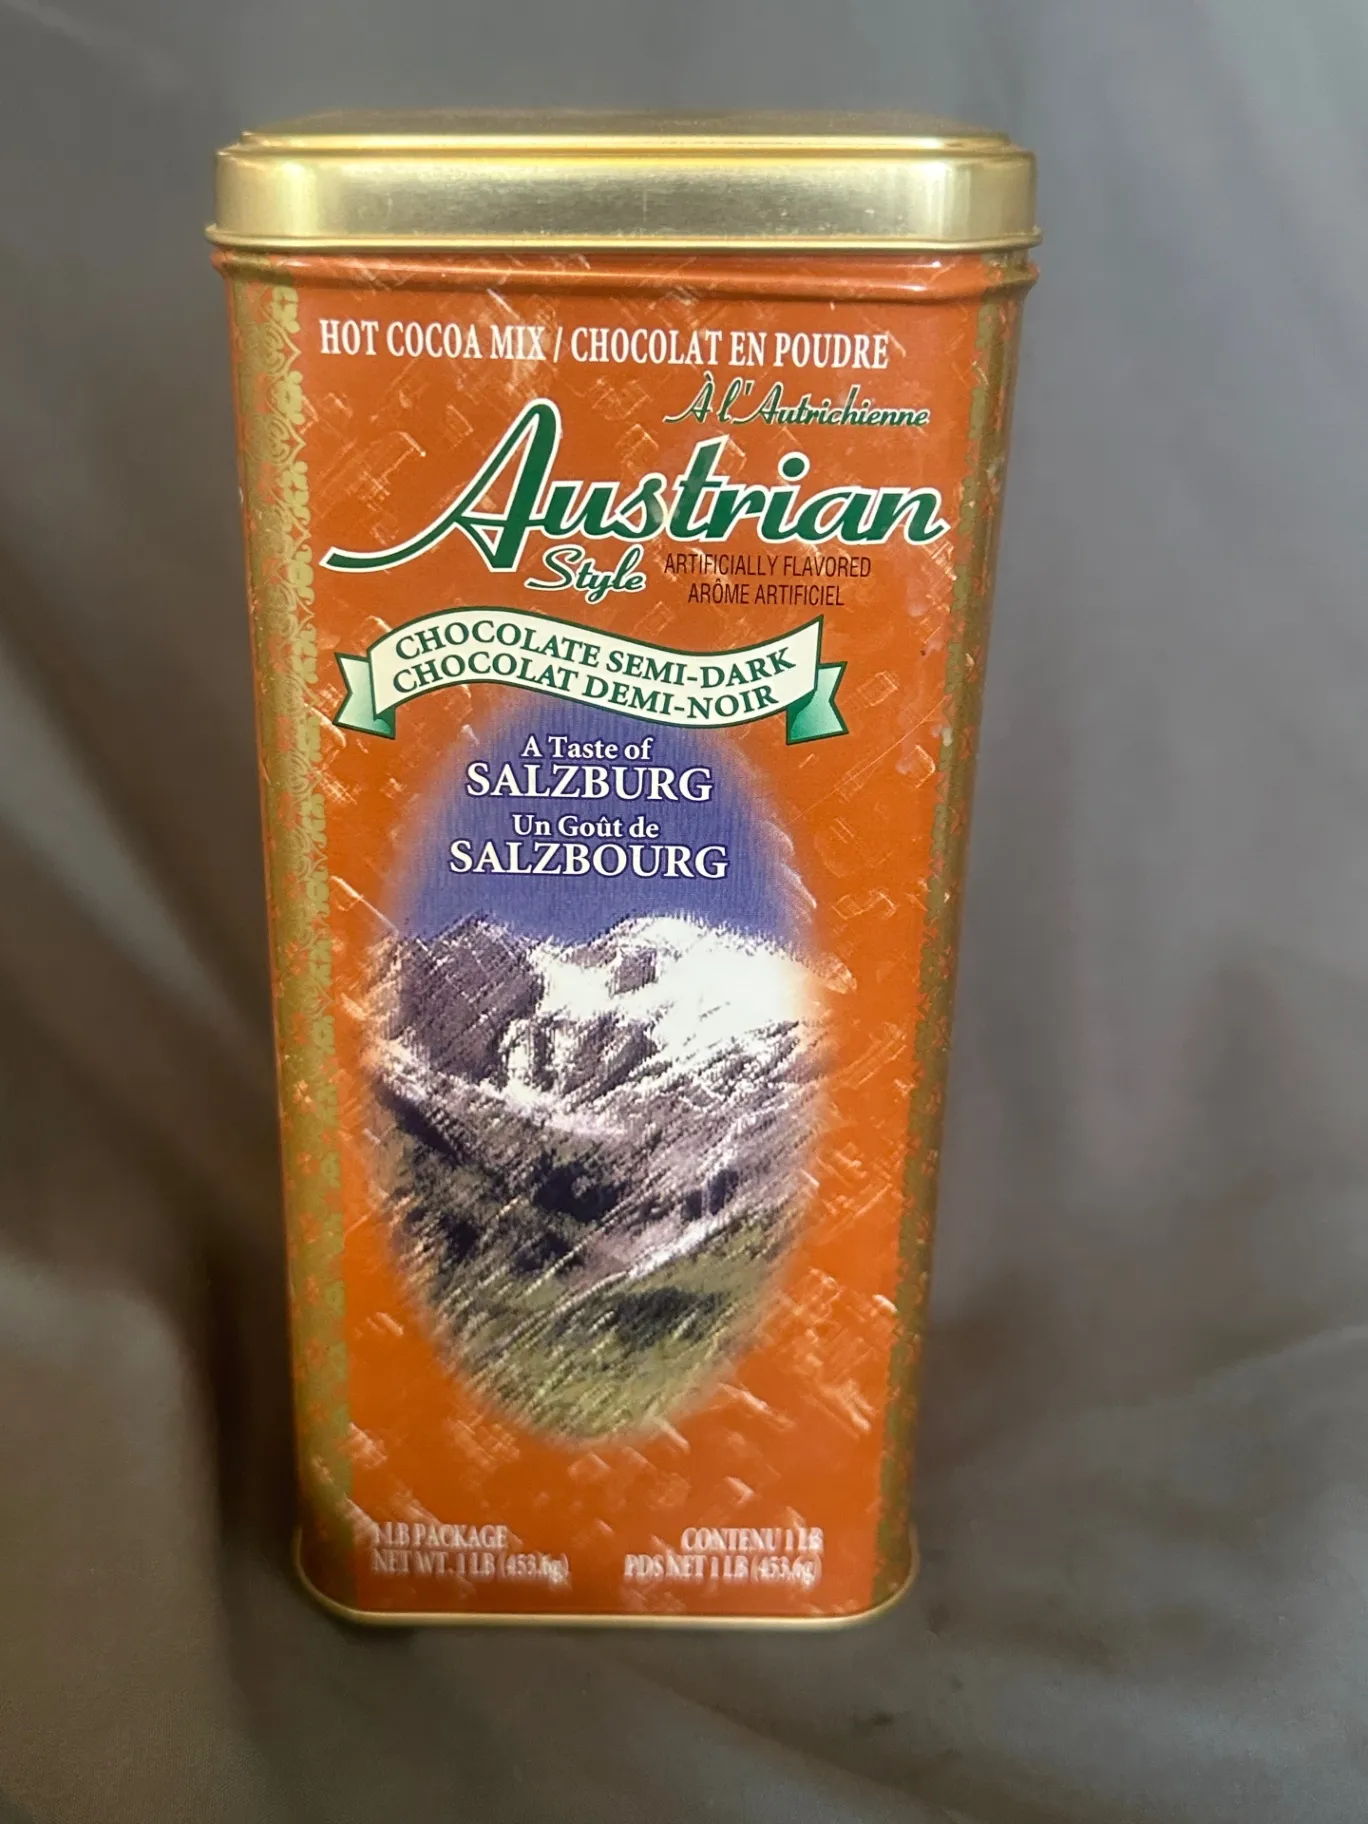 HOT COCOA MIX / CHOCOLAT EN POUDRE
À l'Autrichienne
Austrian
Style
ARTIFICIALLY FLAVORED
ARÔME ARTIFICIEL
CHOCOLATE SEMI-DARK
CHOCOLAT DEMI-NOIR
A Taste of
SALZBURG
Un Goût de
SALZBOURG
1 LB PACKAGE
NET WT. 1 LB (453.6g)
CONTENU 1 LB
PDS NET 1 LB (453,6g)